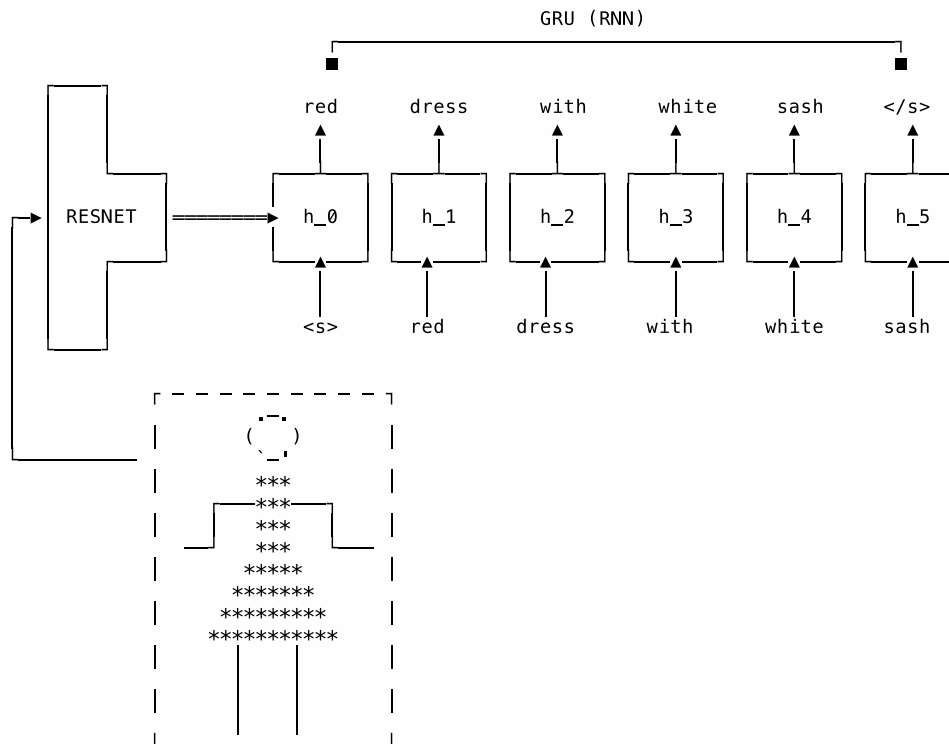 GRU (RNN)
red dress with white sash </s>
RESNET h_0 h_1 h_2 h_3 h_4 h_5
<s> red dress with white sash